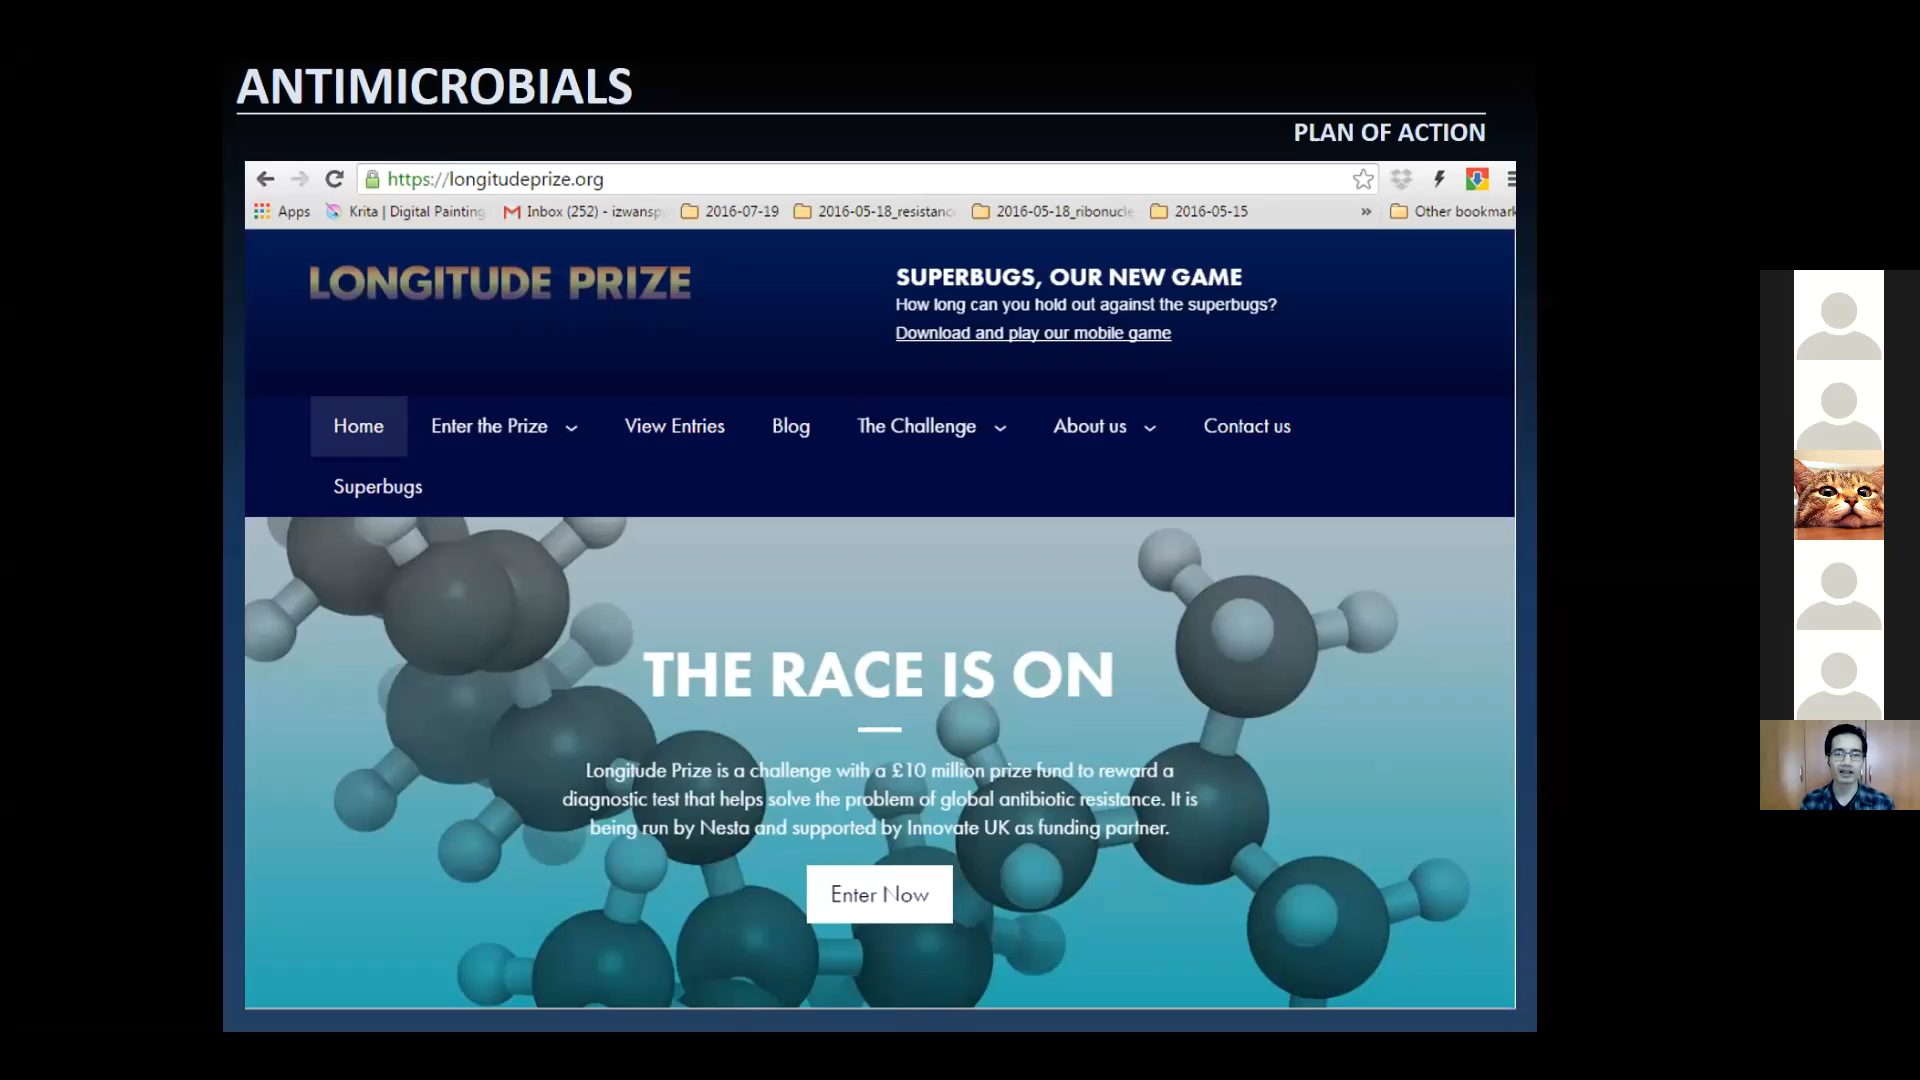 ANTIMICROBIALS
PLAN OF ACTION
https://longitudeprize.org
Apps Krita | Digital Painting Inbox (252) - izwansp 2016-07-19 2016-05-18_resistanc 2016-05-18_ribonucle 2016-05-15 » Other bookmark
LONGITUDE PRIZE
SUPERBUGS, OUR NEW GAME
How long can you hold out against the superbugs?
Download and play our mobile game
Home Enter the Prize View Entries Blog The Challenge About us Contact us
Superbugs
THE RACE IS ON
Longitude Prize is a challenge with a £10 million prize fund to reward a
diagnostic test that helps solve the problem of global antibiotic resistance. It is
being run by Nesta and supported by Innovate UK as funding partner.
Enter Now